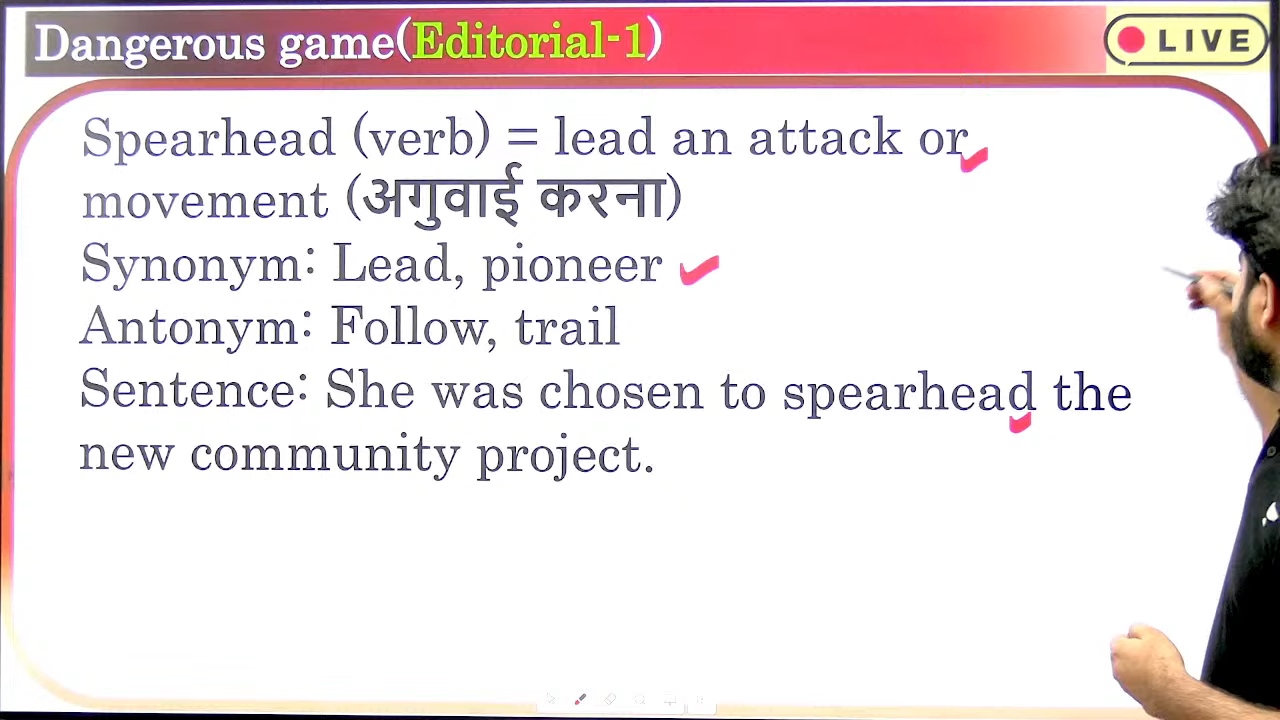 Dangerous game(Editorial-1)
LIVE
Spearhead (verb) = lead an attack or
movement (अगुवाई करना)
Synonym: Lead, pioneer
Antonym: Follow, trail
Sentence: She was chosen to spearhead the
new community project.